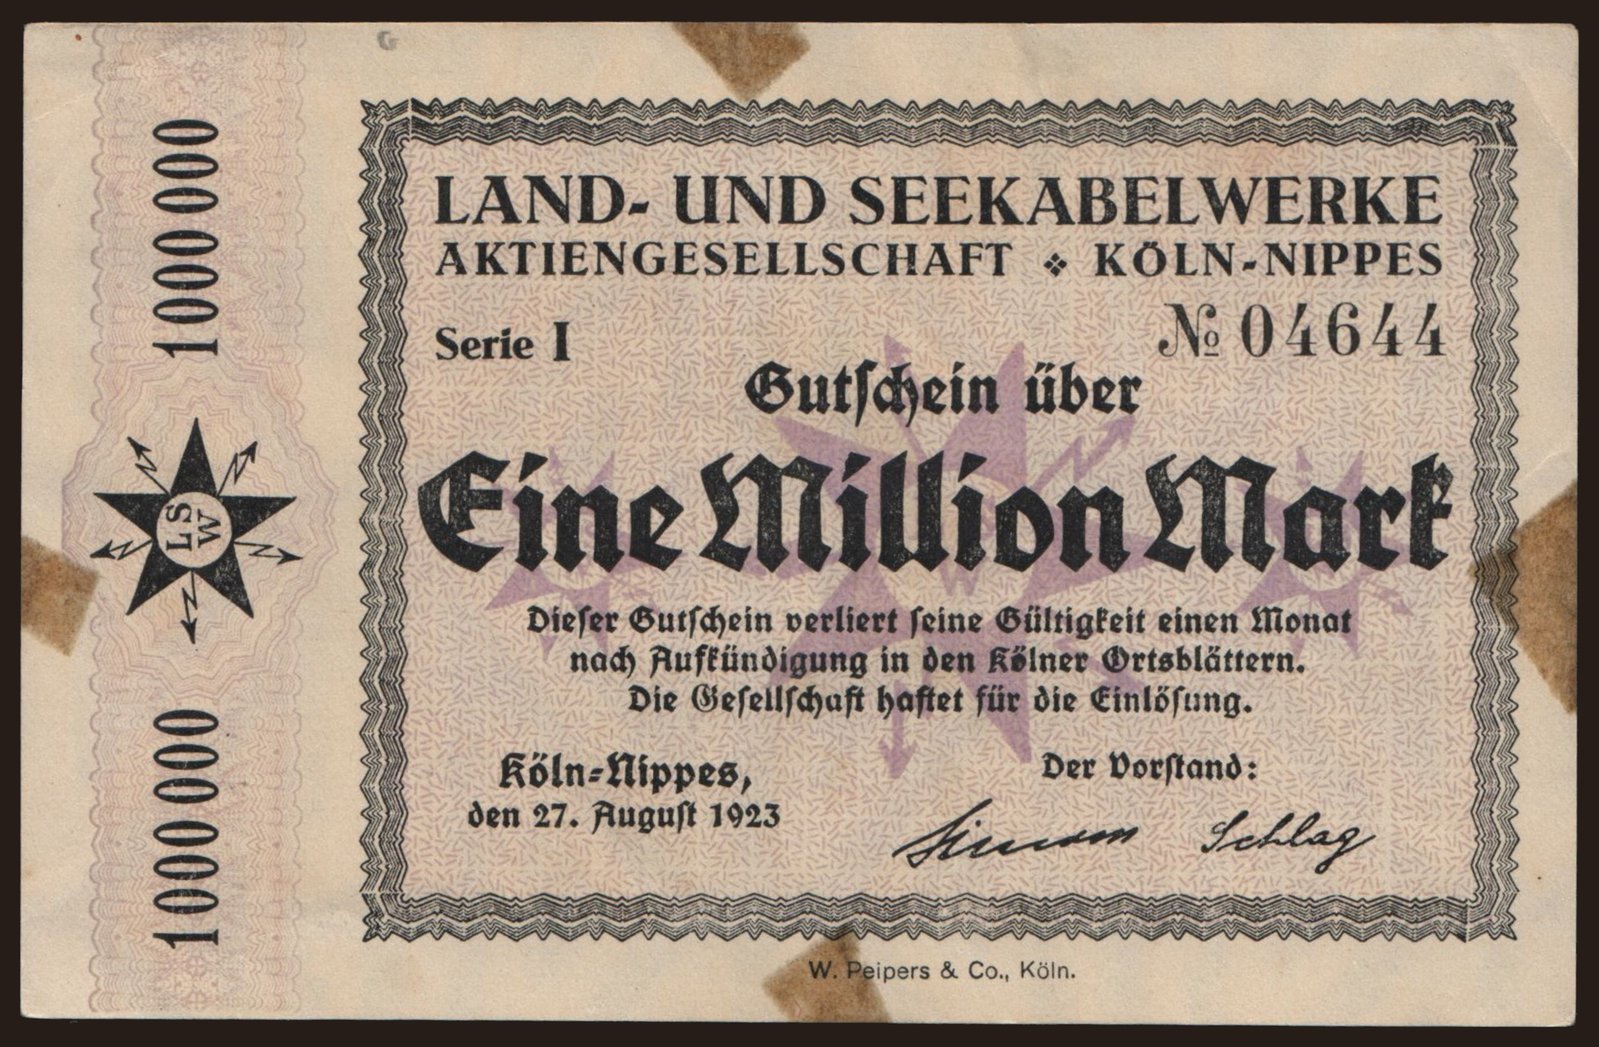 G
1000000
LSW
1000000
LAND- UND SEEKABELWERKE
AKTIENGESELLSCHAFT ❖ KÖLN-NIPPES
Serie I
№ 04644
Gutschein über
Eine Million Mark
Dieser Gutschein verliert seine Gültigkeit einen Monat
nach Aufkündigung in den Kölner Ortsblättern.
Die Gesellschaft haftet für die Einlösung.
Köln-Nippes,
den 27. August 1923
Der Vorstand:
Schlag
W. Peipers & Co., Köln.